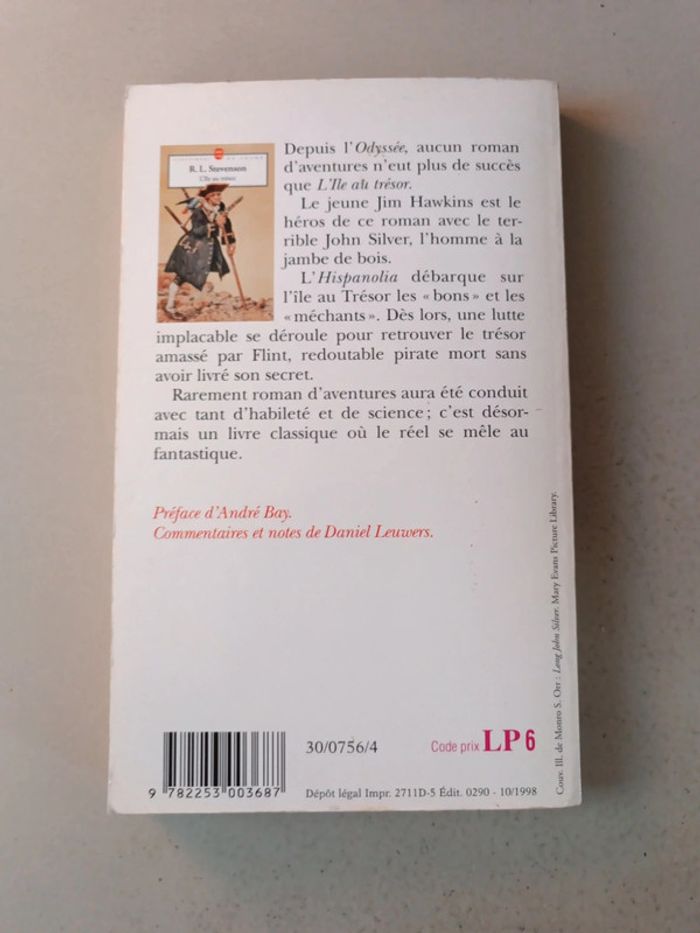 R. L. Stevenson
L'Ile au trésor
Depuis l'Odyssée, aucun roman
d'aventures n'eut plus de succès
que L'Ile au trésor.
Le jeune Jim Hawkins est le
héros de ce roman avec le ter-
rible John Silver, l'homme à la
jambe de bois.
L'Hispanolia débarque sur
l'île au Trésor les « bons » et les
« méchants ». Dès lors, une lutte
implacable se déroule pour retrouver le trésor
amassé par Flint, redoutable pirate mort sans
avoir livré son secret.
Rarement roman d'aventures aura été conduit
avec tant d'habileté et de science ; c'est désor-
mais un livre classique où le réel se mêle au
fantastique.
Préface d'André Bay.
Commentaires et notes de Daniel Leuwers.
Couv. Ill. de Monro S. Orr : Long John Silver. Mary Evans Picture Library.
30/0756/4
Code prix LP 6
9 782253 003687
Dépôt légal Impr. 2711D-5 Édit. 0290 - 10/1998